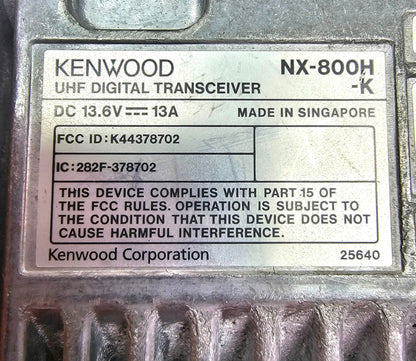 KENWOOD NX-800H
UHF DIGITAL TRANSCEIVER -K
DC 13.6V⎓13A MADE IN SINGAPORE
FCC ID:K44378702
IC:282F-378702
THIS DEVICE COMPLIES WITH PART 15 OF
THE FCC RULES. OPERATION IS SUBJECT TO
THE CONDITION THAT THIS DEVICE DOES NOT
CAUSE HARMFUL INTERFERENCE.
Kenwood Corporation 25640